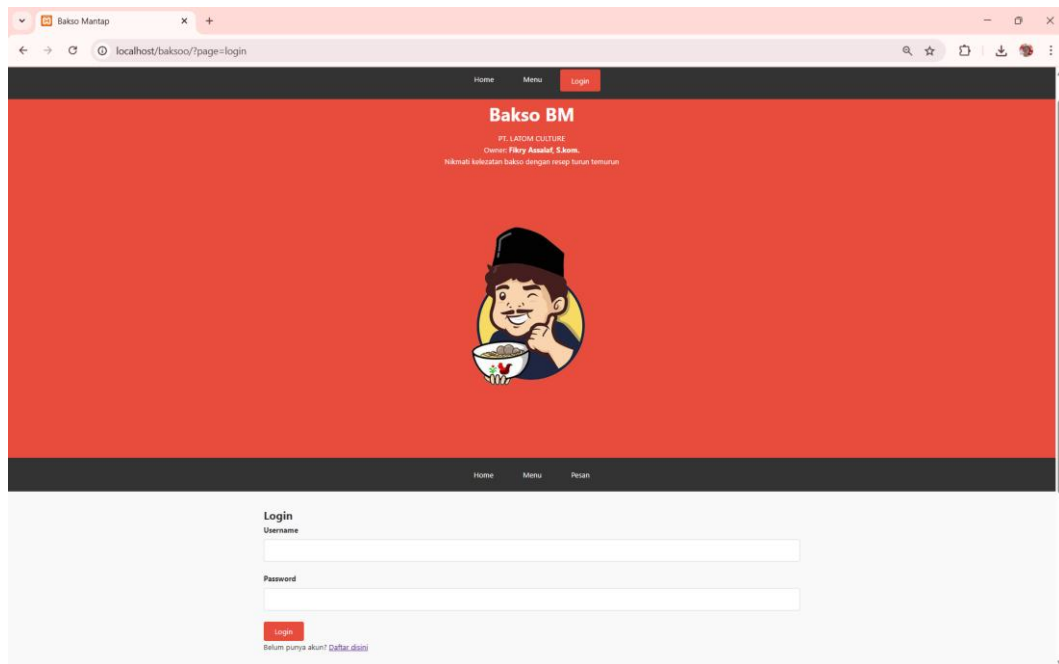 Bakso Mantap
localhost/baksoo/?page=login
Home Menu Login
Bakso BM
PT. LATOM CULTURE
Owner: Fikry Assalaf, S.kom.
Nikmati kelezatan bakso dengan resep turun temurun
Home Menu Pesan
Login
Username
Password
Login
Belum punya akun? Daftar disini